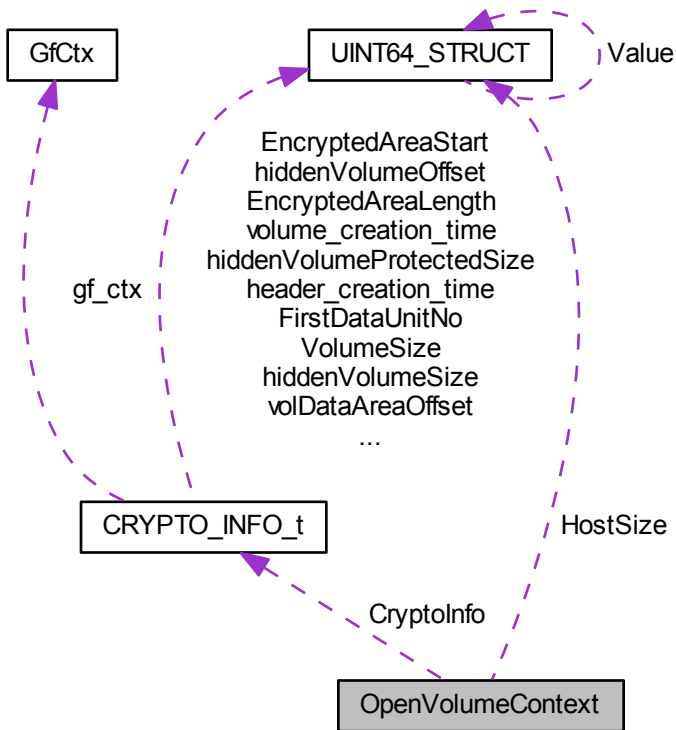 GfCtx
UINT64_STRUCT
Value
EncryptedAreaStart
hiddenVolumeOffset
EncryptedAreaLength
volume_creation_time
hiddenVolumeProtectedSize
header_creation_time
FirstDataUnitNo
VolumeSize
hiddenVolumeSize
volDataAreaOffset
...
gf_ctx
CRYPTO_INFO_t
HostSize
CryptoInfo
OpenVolumeContext